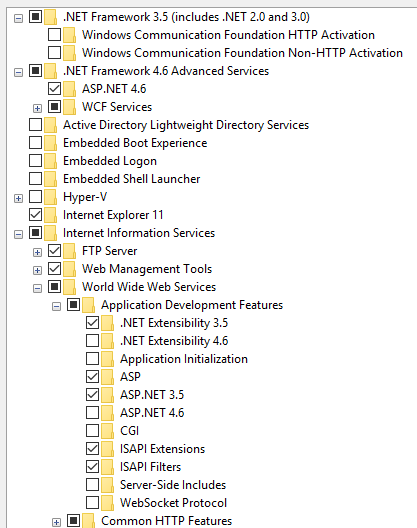 .NET Framework 3.5 (includes .NET 2.0 and 3.0)
Windows Communication Foundation HTTP Activation
Windows Communication Foundation Non-HTTP Activation
.NET Framework 4.6 Advanced Services
ASP.NET 4.6
WCF Services
Active Directory Lightweight Directory Services
Embedded Boot Experience
Embedded Logon
Embedded Shell Launcher
Hyper-V
Internet Explorer 11
Internet Information Services
FTP Server
Web Management Tools
World Wide Web Services
Application Development Features
.NET Extensibility 3.5
.NET Extensibility 4.6
Application Initialization
ASP
ASP.NET 3.5
ASP.NET 4.6
CGI
ISAPI Extensions
ISAPI Filters
Server-Side Includes
WebSocket Protocol
Common HTTP Features